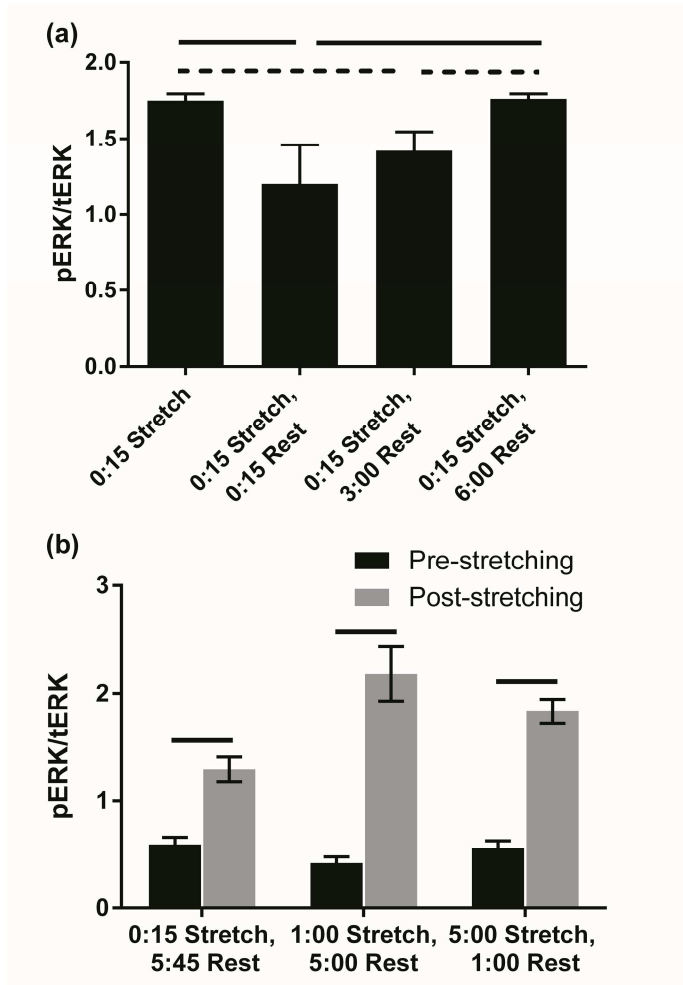 (a)
2.0
1.5
1.0
0.5
0.0
pERK/tERK
0:15 Stretch
0:15 Stretch,
0:15 Rest
0:15 Stretch,
3:00 Rest
0:15 Stretch,
6:00 Rest
(b)
Pre-stretching
Post-stretching
3
2
1
0
pERK/tERK
0:15 Stretch,
5:45 Rest
1:00 Stretch,
5:00 Rest
5:00 Stretch,
1:00 Rest